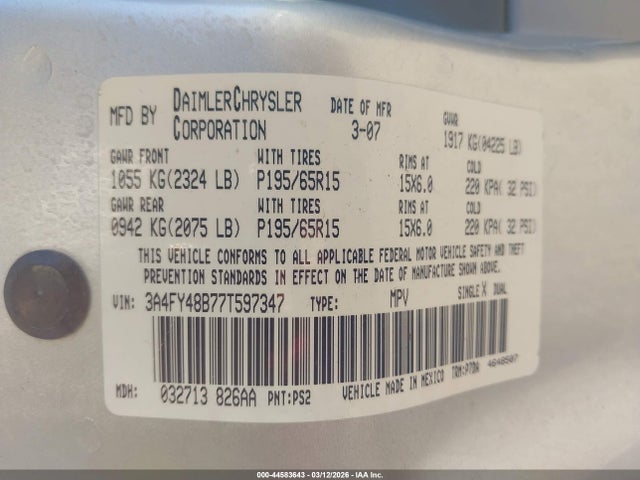 MFD BY DAIMLERCHRYSLER CORPORATION DATE OF MFR 3-07 GVWR 1917 KG(04225 LB)
GAWR FRONT WITH TIRES RIMS AT COLD
1055 KG(2324 LB) P195/65R15 15X6.0 220 KPA( 32 PSI)
GAWR REAR WITH TIRES RIMS AT COLD
0942 KG(2075 LB) P195/65R15 15X6.0 220 KPA( 32 PSI)
THIS VEHICLE CONFORMS TO ALL APPLICABLE FEDERAL MOTOR VEHICLE SAFETY AND THEFT
PREVENTION STANDARDS IN EFFECT ON THE DATE OF MANUFACTURE SHOWN ABOVE.
VIN: 3A4FY48B77T597347 TYPE: MPV SINGLE X DUAL
MDH: 032713 826AA PNT:PS2 VEHICLE MADE IN MEXICO TRM:P7DA 4648507
000-44583643 - 03/12/2026 - IAA Inc.